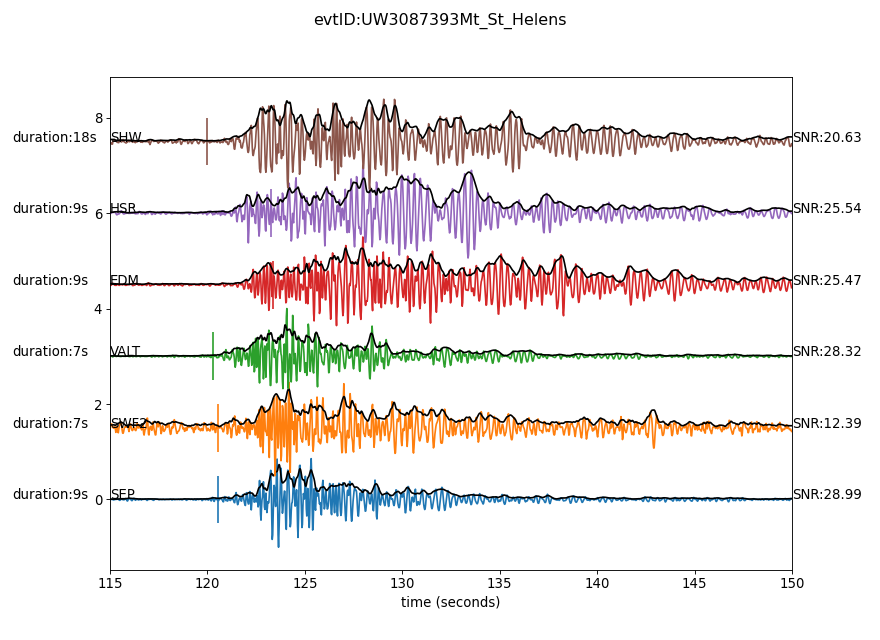 evtID:UW3087393Mt_St_Helens
8
duration:18s SHW SNR:20.63
duration:9s HSR SNR:25.54
6
duration:9s EDM SNR:25.47
4
duration:7s VALT SNR:28.32
2
duration:7s SWF2 SNR:12.39
duration:9s SEP SNR:28.99
0
115 120 125 130 135 140 145 150
time (seconds)